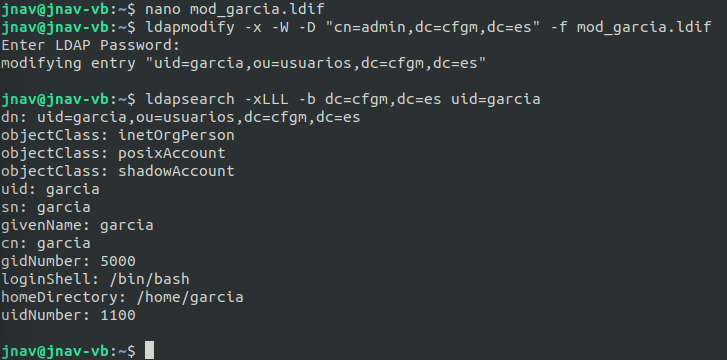 jnav@jnav-vb:~$ nano mod_garcia.ldif
jnav@jnav-vb:~$ ldapmodify -x -W -D "cn=admin,dc=cfgm,dc=es" -f mod_garcia.ldif
Enter LDAP Password:
modifying entry "uid=garcia,ou=usuarios,dc=cfgm,dc=es"
jnav@jnav-vb:~$ ldapsearch -xLLL -b dc=cfgm,dc=es uid=garcia
dn: uid=garcia,ou=usuarios,dc=cfgm,dc=es
objectClass: inetOrgPerson
objectClass: posixAccount
objectClass: shadowAccount
uid: garcia
sn: garcia
givenName: garcia
cn: garcia
gidNumber: 5000
loginShell: /bin/bash
homeDirectory: /home/garcia
uidNumber: 1100
jnav@jnav-vb:~$